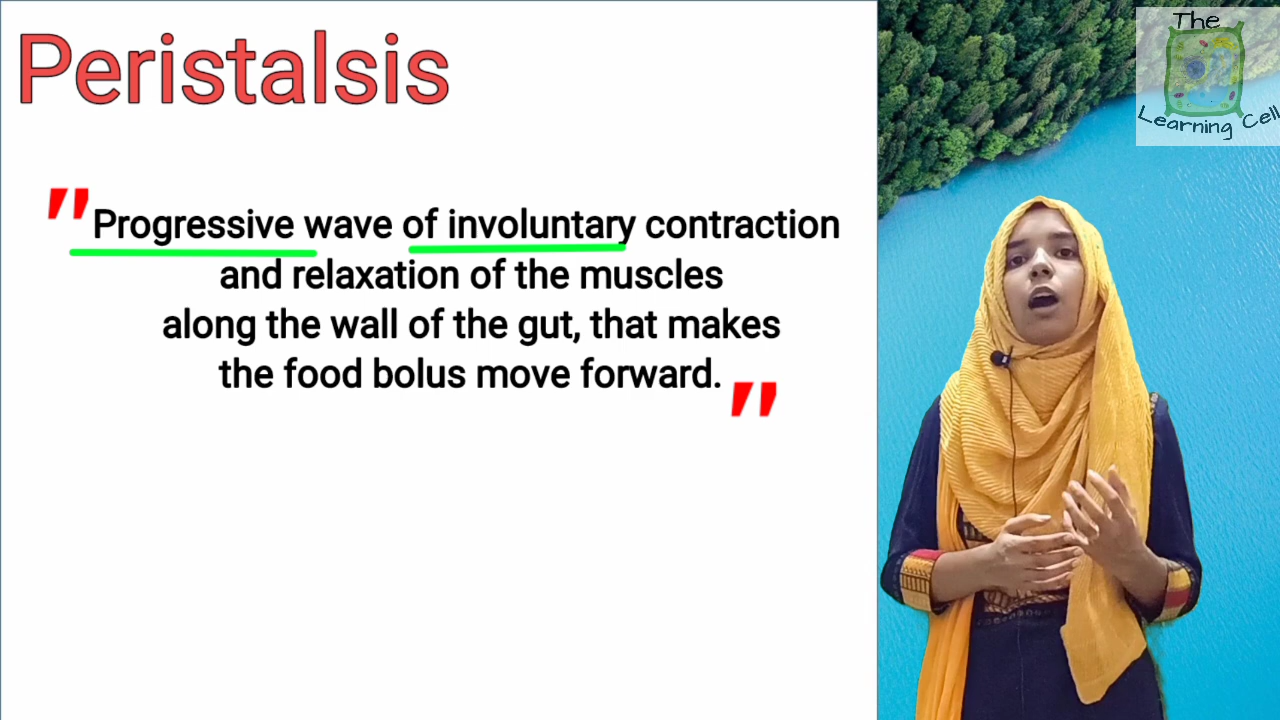 Peristalsis
"Progressive wave of involuntary contraction
and relaxation of the muscles
along the wall of the gut, that makes
the food bolus move forward."
The
Learning Cell